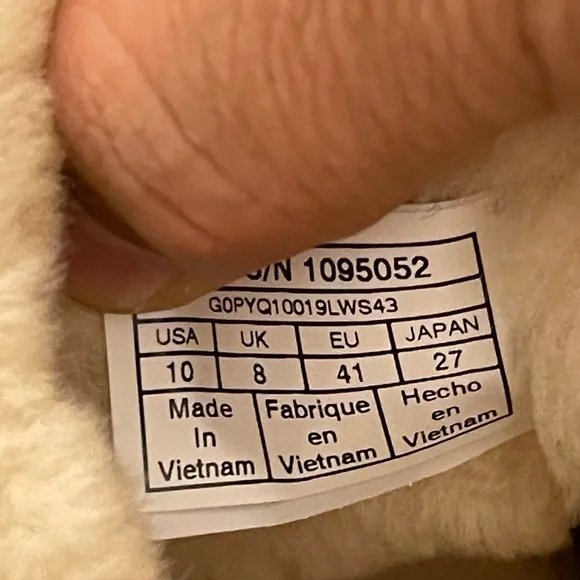 S/N 1095052
G0PYQ10019LWS43
USA UK EU JAPAN
10 8 41 27
Made Fabrique Hecho
In en en
Vietnam Vietnam Vietnam